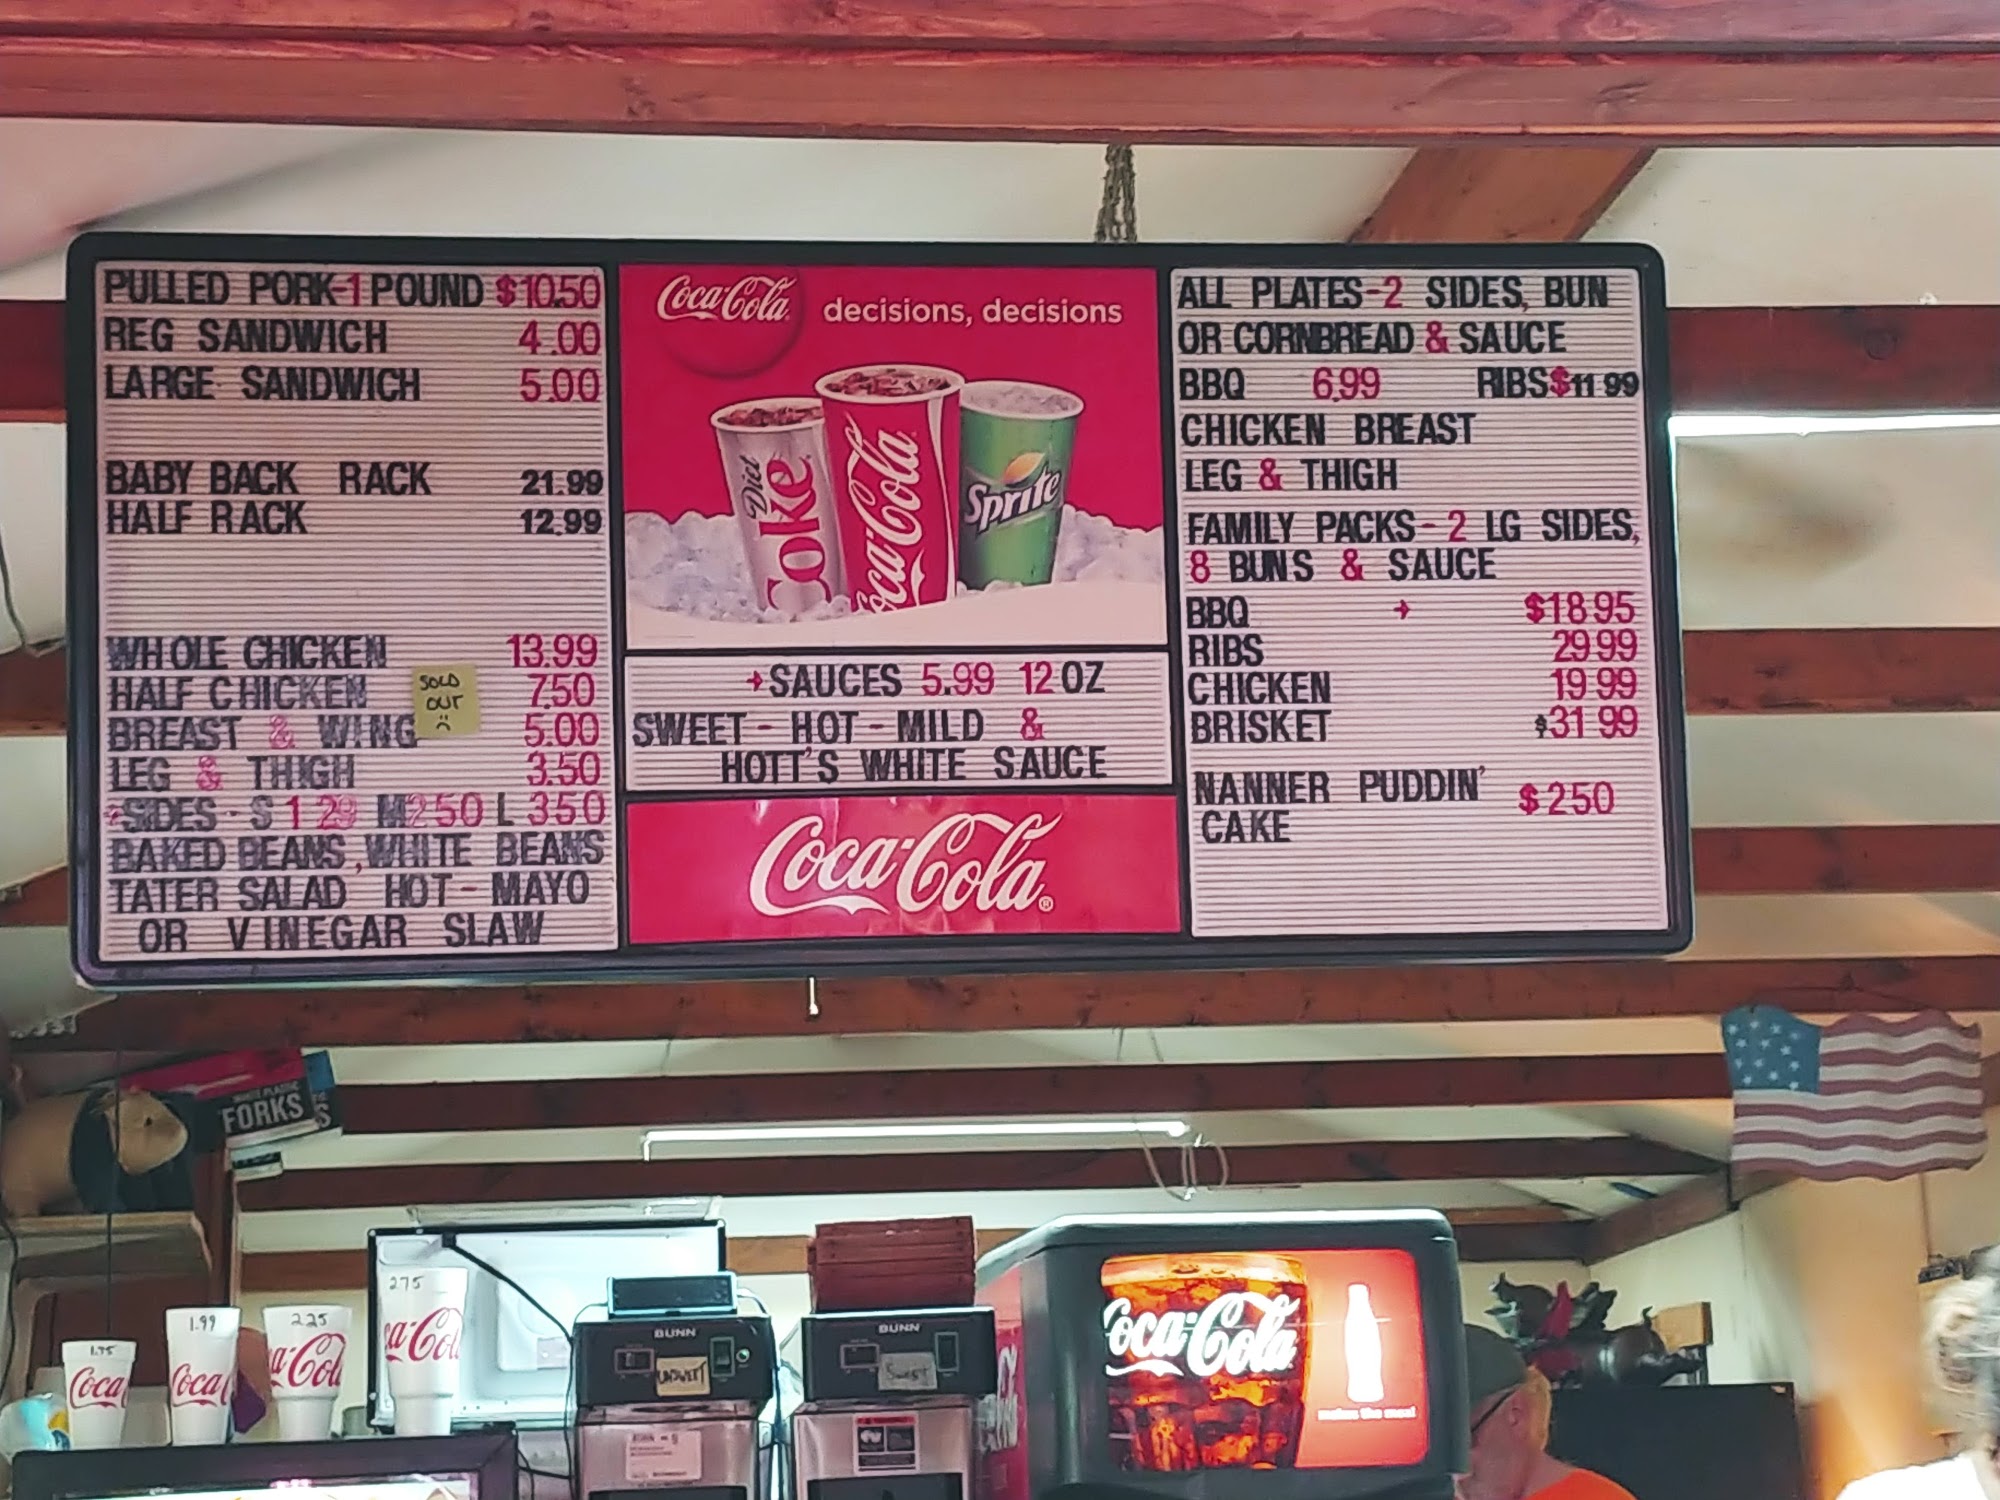 PULLED PORK-1 POUND $10.50
REG SANDWICH 4.00
LARGE SANDWICH 5.00
BABY BACK RACK 21.99
HALF RACK 12.99
WHOLE CHICKEN 13.99
HALF CHICKEN 7.50
BREAST & WING 5.00
SOLD
OUT
:(
LEG & THIGH 3.50
SIDES - S 1.29 M 2.50 L 3.50
BAKED BEANS, WHITE BEANS
TATER SALAD HOT - MAYO
OR VINEGAR SLAW
Coca-Cola decisions, decisions
Diet Coke
Coca-Cola
Sprite
→SAUCES 5.99 12 OZ
SWEET - HOT - MILD &
HOTT'S WHITE SAUCE
Coca-Cola®
ALL PLATES-2 SIDES, BUN
OR CORNBREAD & SAUCE
BBQ 6.99 RIBS $11.99
CHICKEN BREAST
LEG & THIGH
FAMILY PACKS - 2 LG SIDES,
8 BUNS & SAUCE
BBQ → $18.95
RIBS 29 99
CHICKEN 19 99
BRISKET $31 99
NANNER PUDDIN' $ 2.50
CAKE
FORKS
1.99
2.25
2.75
Coca
Coca
a-Col
ca-Co
BUNN
UNSWEET
BUNN
SWEET
Coca-Cola